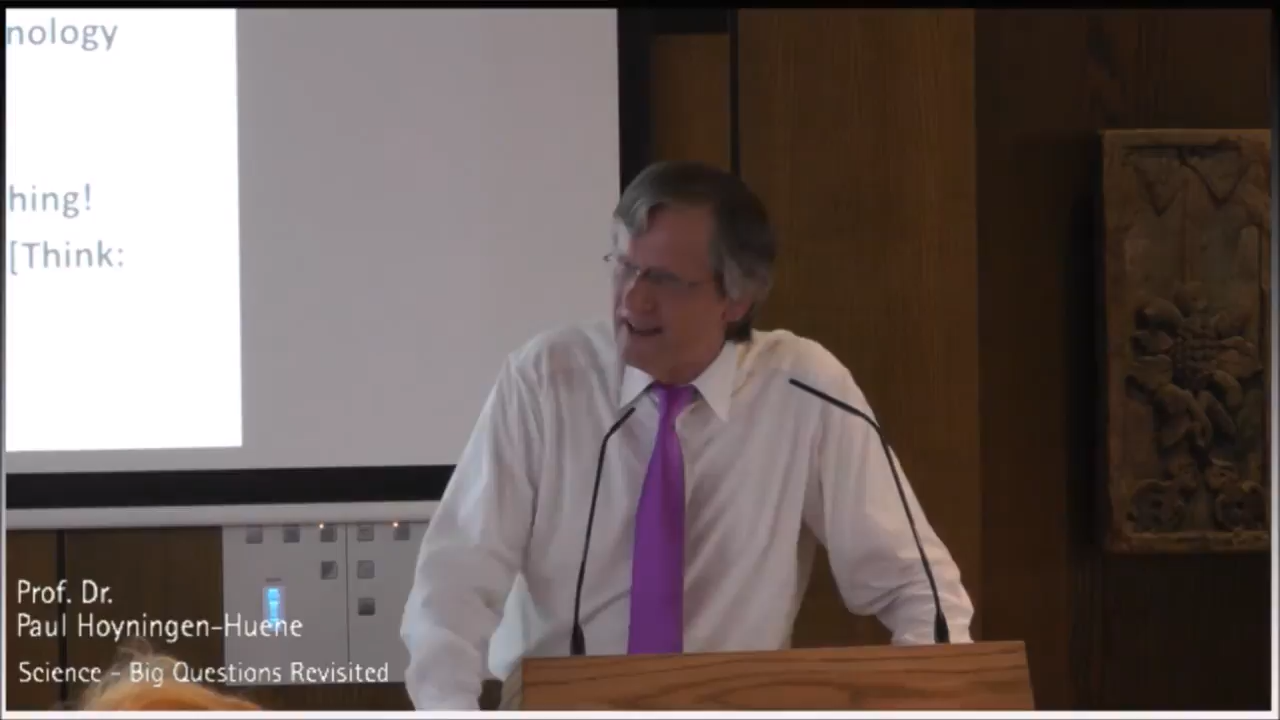 nology
hing!
[Think:
Prof. Dr.
Paul Hoyningen-Huene
Science - Big Questions Revisited